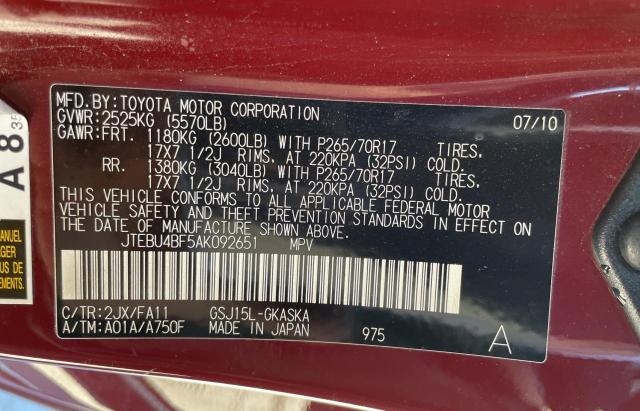 MFD.BY:TOYOTA MOTOR CORPORATION 07/10
GVWR:2525KG (5570LB)
GAWR:FRT. 1180KG (2600LB) WITH P265/70R17 TIRES,
17X7 1/2J RIMS, AT 220KPA (32PSI) COLD.
RR. 1380KG (3040LB) WITH P265/70R17 TIRES,
17X7 1/2J RIMS, AT 220KPA (32PSI) COLD.
THIS VEHICLE CONFORMS TO ALL APPLICABLE FEDERAL MOTOR
VEHICLE SAFETY AND THEFT PREVENTION STANDARDS IN EFFECT ON
THE DATE OF MANUFACTURE SHOWN ABOVE.
JTEBU4BF5AK092651 MPV
C/TR:2JX/FA11 GSJ15L-GKASKA
A/TM:A01A/A750F MADE IN JAPAN 975 A
A 8 35